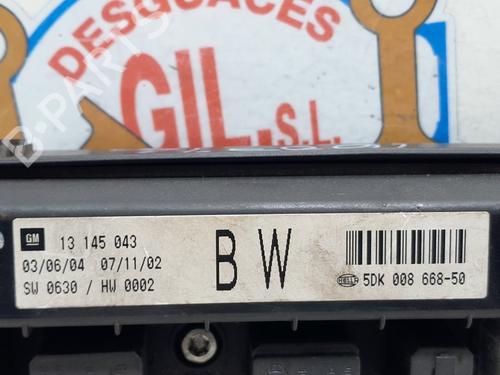 DESGUACES
GIL, S.L.
B-PARTS
GM
13 145 043
03/06/04 07/11/02
SW 0630 / HW 0002
B W
HELLA 5DK 008 668-50